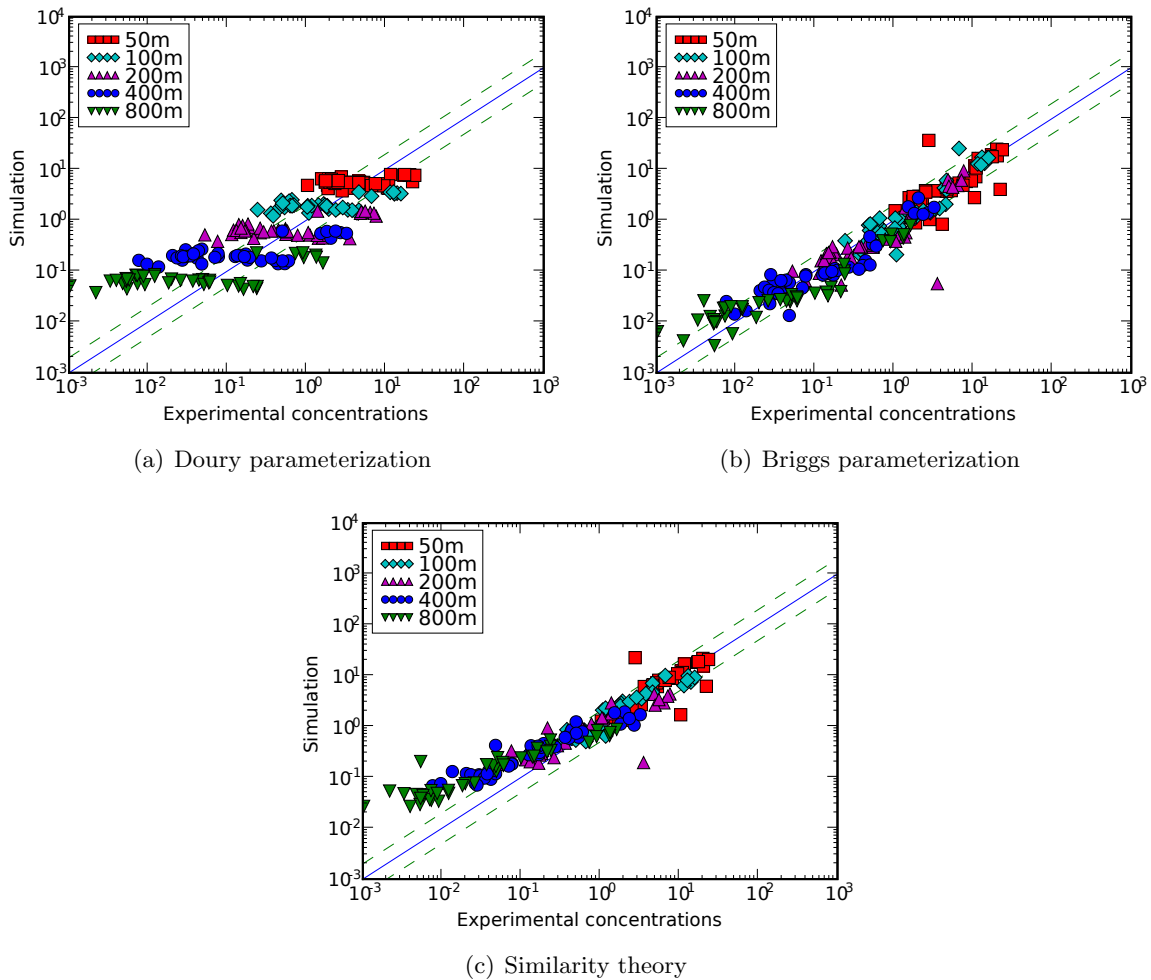 10^4
10^3
10^2
10^1
10^0
10^-1
10^-2
10^-3
Simulation
50m
100m
200m
400m
800m
10^-3 10^-2 10^-1 10^0 10^1 10^2 10^3
Experimental concentrations
(a) Doury parameterization
10^4
10^3
10^2
10^1
10^0
10^-1
10^-2
10^-3
Simulation
50m
100m
200m
400m
800m
10^-3 10^-2 10^-1 10^0 10^1 10^2 10^3
Experimental concentrations
(b) Briggs parameterization
10^4
10^3
10^2
10^1
10^0
10^-1
10^-2
10^-3
Simulation
50m
100m
200m
400m
800m
10^-3 10^-2 10^-1 10^0 10^1 10^2 10^3
Experimental concentrations
(c) Similarity theory